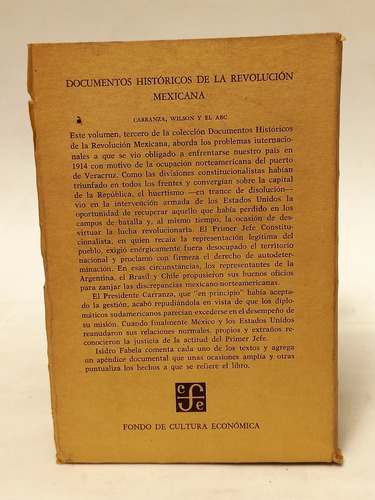 DOCUMENTOS HISTÓRICOS DE LA REVOLUCIÓN
MEXICANA
CARRANZA, WILSON Y EL ABC
Este volumen, tercero de la colección Documentos Históricos
de la Revolución Mexicana, aborda los problemas internacio-
nales a que se vio obligado a enfrentarse nuestro país en
1914 con motivo de la ocupación norteamericana del puerto
de Veracruz. Como las divisiones constitucionalistas habían
triunfado en todos los frentes y convergían sobre la capital
de la República, el huertismo —en trance de disolución—
vio en la intervención armada de los Estados Unidos la
oportunidad de recuperar aquello que había perdido en los
campos de batalla y, al mismo tiempo, la ocasión de des-
virtuar la lucha revolucionaria. El Primer Jefe Constitu-
cionalista, en quien recaía la representación legítima del
pueblo, exigió enérgicamente fuera desocupado el territorio
nacional y proclamó con firmeza el derecho de autodeter-
minación. En esas circunstancias, los representantes de la
Argentina, el Brasil y Chile propusieron sus buenos oficios
para zanjar las discrepancias mexicano-norteamericanas.
El Presidente Carranza, que "en principio" había acepta-
do la gestión, acabó repudiándola en vista de que los diplo-
máticos sudamericanos parecían excederse en el desempeño de
su misión. Cuando finalmente México y los Estados Unidos
reanudaron sus relaciones normales, propios y extraños re-
conocieron la justicia de la actitud del Primer Jefe.
Isidro Fabela comenta cada uno de los textos y agrega
un apéndice documental que unas ocasiones amplía y otras
puntualiza los hechos a que se refiere el libro.
c f e
FONDO DE CULTURA ECONÓMICA